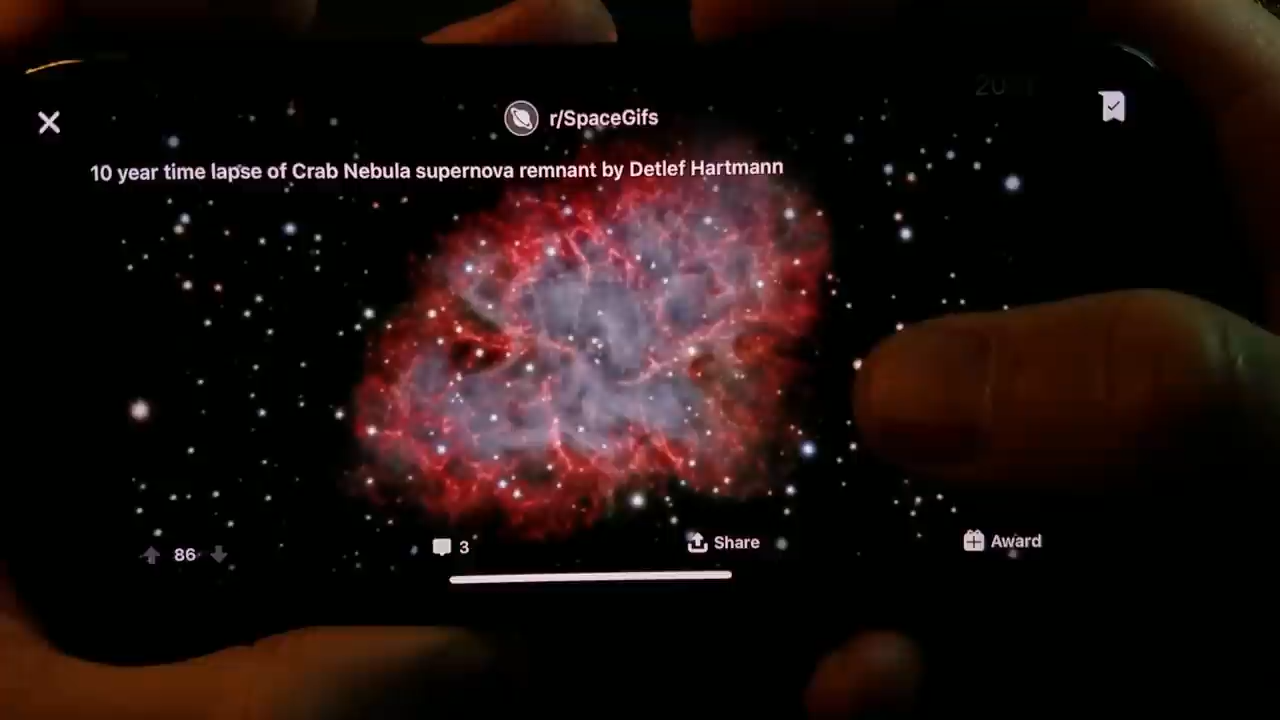 r/SpaceGifs
10 year time lapse of Crab Nebula supernova remnant by Detlef Hartmann
86
3
Share
Award